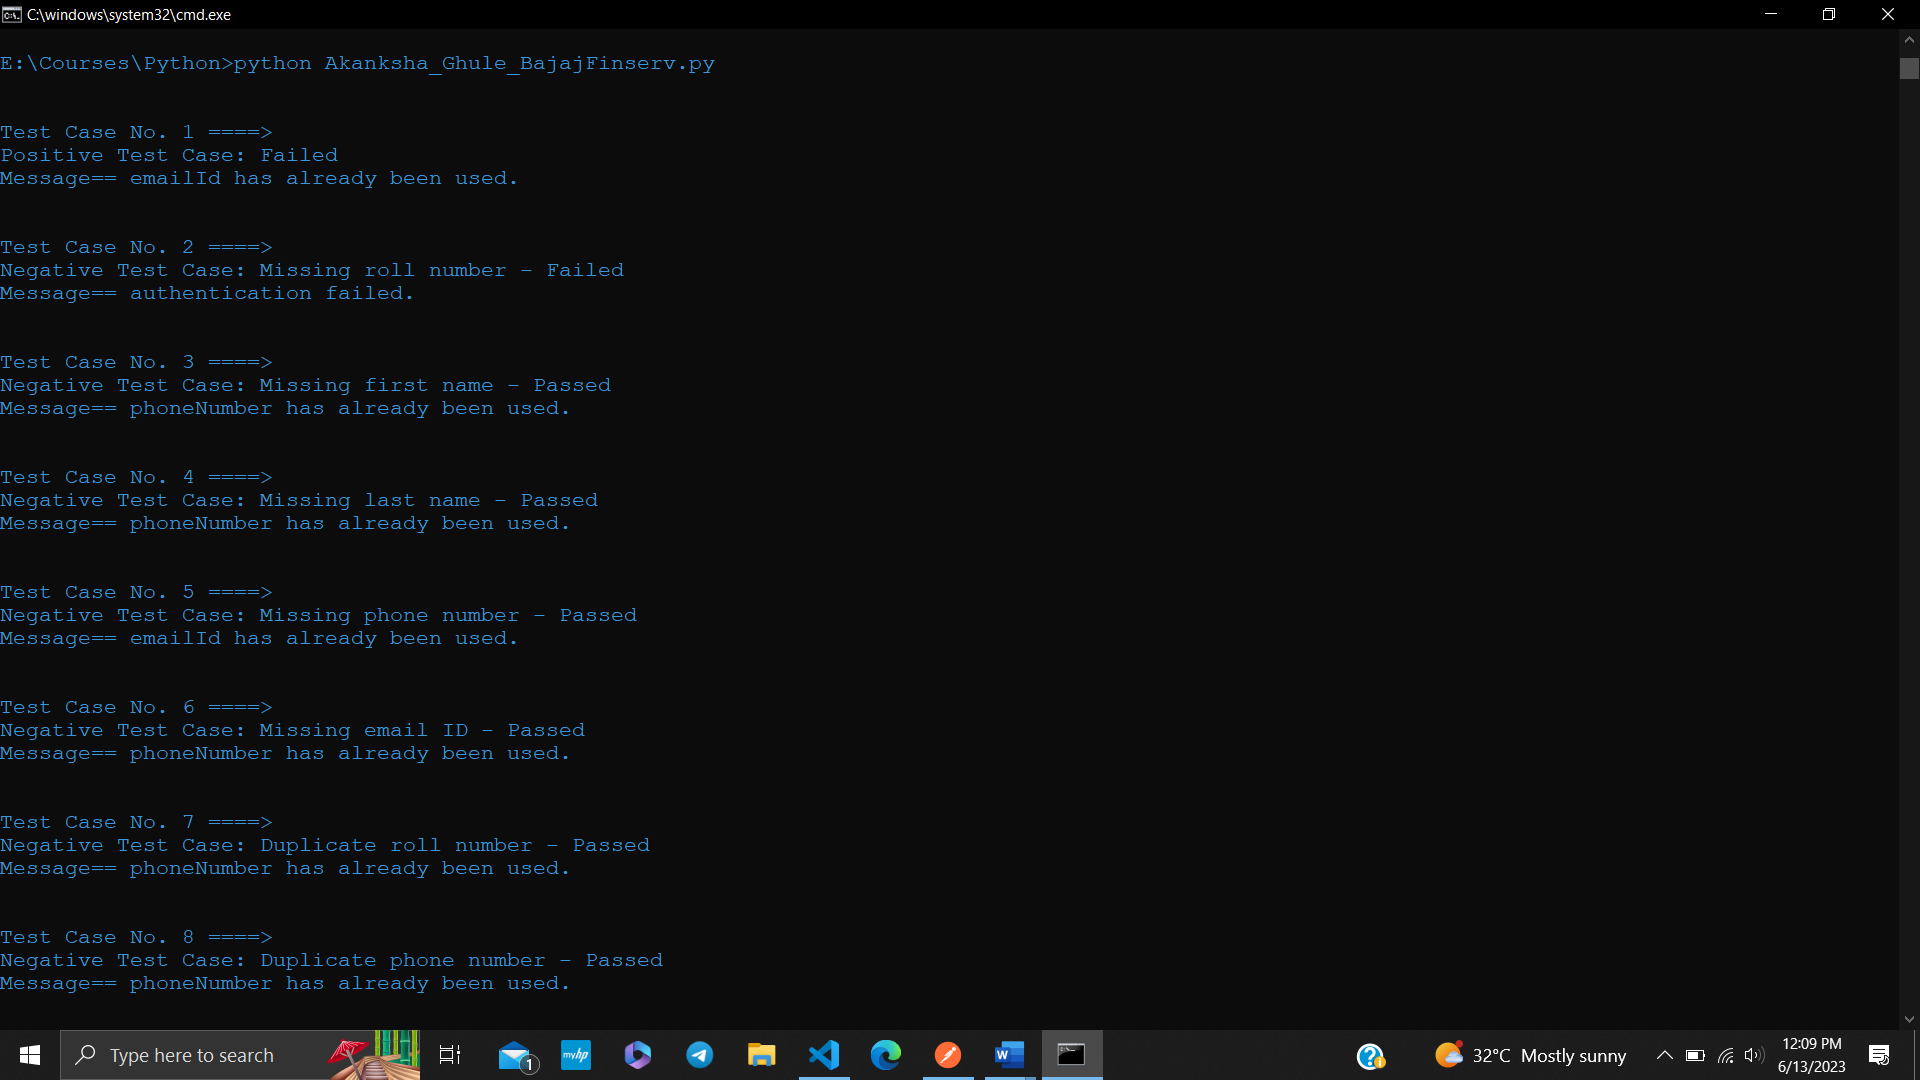 C:\windows\system32\cmd.exe
E:\Courses\Python>python Akanksha_Ghule_BajajFinserv.py
Test Case No. 1 ====>
Positive Test Case: Failed
Message== emailId has already been used.
Test Case No. 2 ====>
Negative Test Case: Missing roll number - Failed
Message== authentication failed.
Test Case No. 3 ====>
Negative Test Case: Missing first name - Passed
Message== phoneNumber has already been used.
Test Case No. 4 ====>
Negative Test Case: Missing last name - Passed
Message== phoneNumber has already been used.
Test Case No. 5 ====>
Negative Test Case: Missing phone number - Passed
Message== emailId has already been used.
Test Case No. 6 ====>
Negative Test Case: Missing email ID - Passed
Message== phoneNumber has already been used.
Test Case No. 7 ====>
Negative Test Case: Duplicate roll number - Passed
Message== phoneNumber has already been used.
Test Case No. 8 ====>
Negative Test Case: Duplicate phone number - Passed
Message== phoneNumber has already been used.
Type here to search
1
myhp
W
32°C Mostly sunny
12:09 PM
6/13/2023